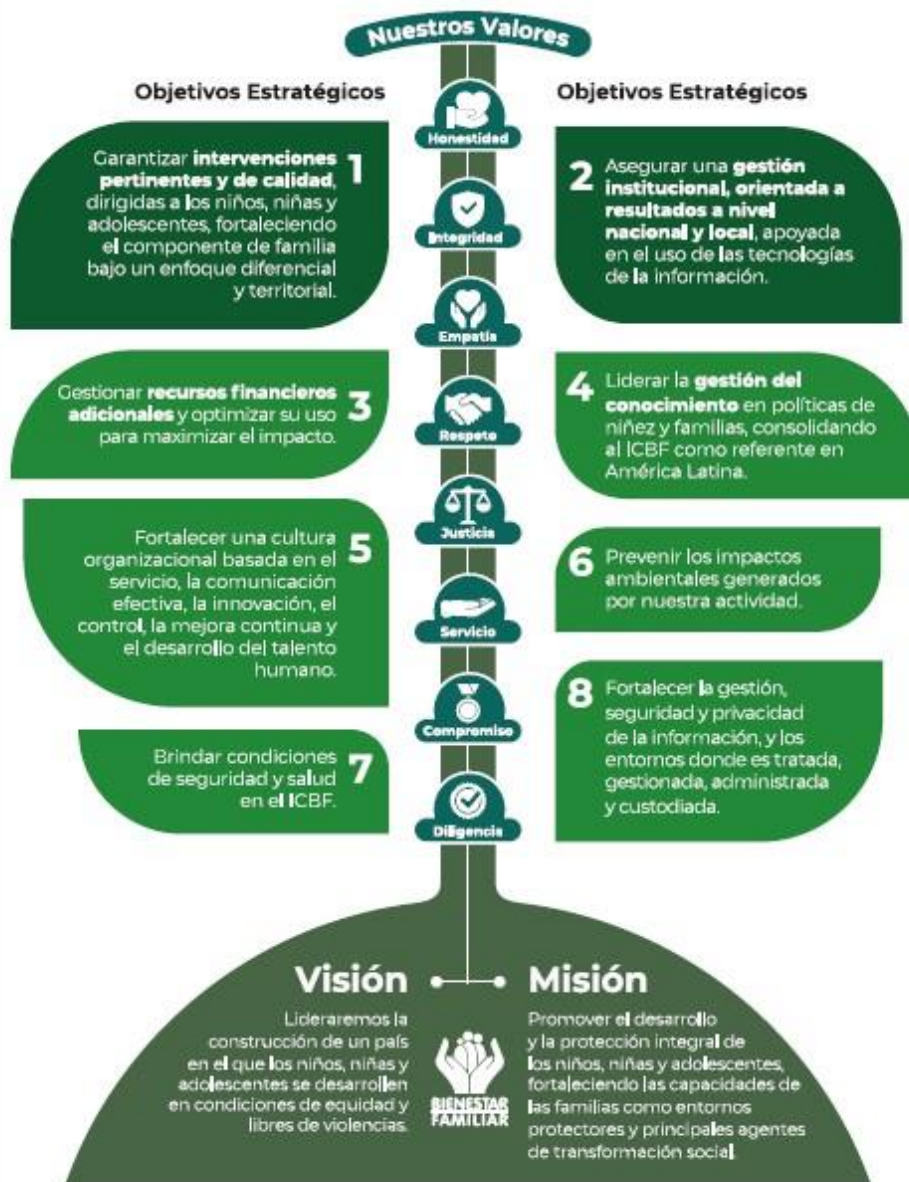 Nuestros Valores
Objetivos Estratégicos
Objetivos Estratégicos
Honestidad
1
Garantizar intervenciones
pertinentes y de calidad,
dirigidas a los niños, niñas y
adolescentes, fortaleciendo
el componente de familia
bajo un enfoque diferencial
y territorial.
2
Asegurar una gestión
institucional, orientada a
resultados a nivel
nacional y local, apoyada
en el uso de las tecnologías
de la información.
Integridad
Empatía
3
Gestionar recursos financieros
adicionales y optimizar su uso
para maximizar el impacto.
Respeto
4
Liderar la gestión del
conocimiento en políticas de
niñez y familias, consolidando
al ICBF como referente en
América Latina.
Justicia
5
Fortalecer una cultura
organizacional basada en el
servicio, la comunicación
efectiva, la innovación, el
control, la mejora continua y
el desarrollo del talento
humano.
6
Prevenir los impactos
ambientales generados
por nuestra actividad.
Servicio
Compromiso
7
Brindar condiciones
de seguridad y salud
en el ICBF.
8
Fortalecer la gestión,
seguridad y privacidad
de la información, y los
entornos donde es tratada,
gestionada, administrada
y custodiada.
Diligencia
Visión
Lideraremos la
construcción de un país
en el que los niños, niñas y
adolescentes se desarrollen
en condiciones de equidad y
libres de violencias.
BIENESTAR
FAMILIAR
Misión
Promover el desarrollo
y la protección integral de
los niños, niñas y adolescentes,
fortaleciendo las capacidades de
las familias como entornos
protectores y principales agentes
de transformación social.